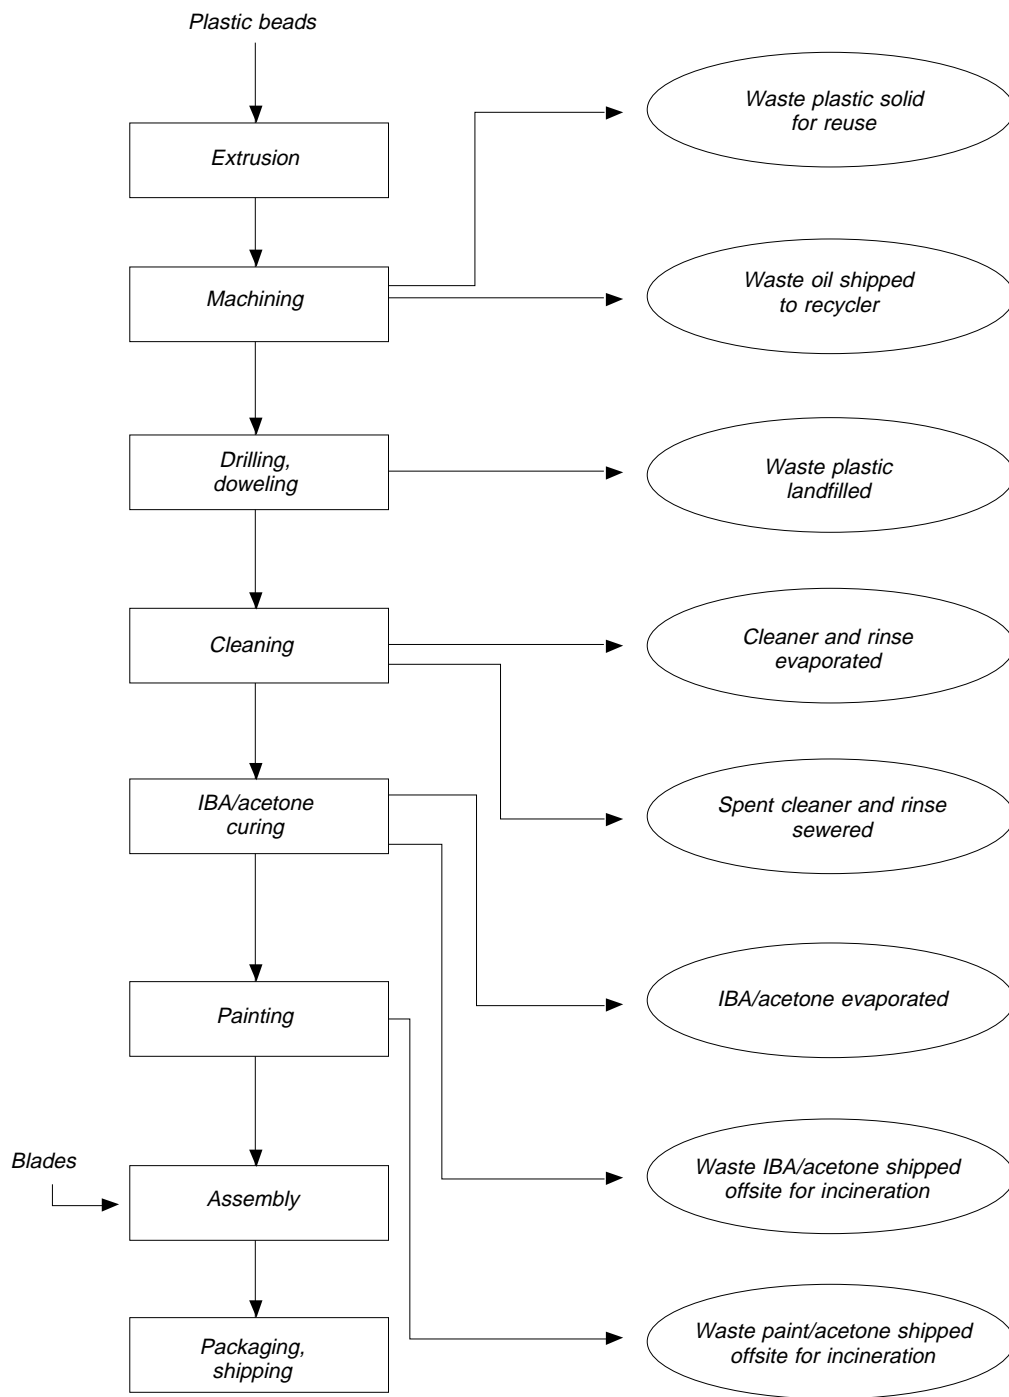 Plastic beads
Waste plastic solid
for reuse
Extrusion
Machining
Waste oil shipped
to recycler
Drilling,
doweling
Waste plastic
landfilled
Cleaning
Cleaner and rinse
evaporated
IBA/acetone
curing
Spent cleaner and rinse
sewered
Painting
IBA/acetone evaporated
Blades
Assembly
Waste IBA/acetone shipped
offsite for incineration
Packaging,
shipping
Waste paint/acetone shipped
offsite for incineration